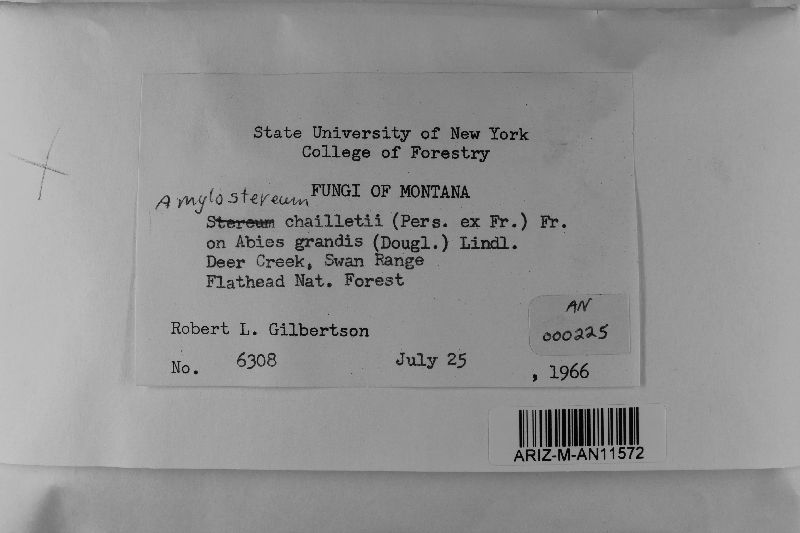 State University of New York
College of Forestry
FUNGI OF MONTANA
Amylostereum
Stereum chailletii (Pers. ex Fr.) Fr.
on Abies grandis (Dougl.) Lindl.
Deer Creek, Swan Range
Flathead Nat. Forest
Robert L. Gilbertson
No. 6308 July 25, 1966
AN
000225
ARIZ-M-AN11572